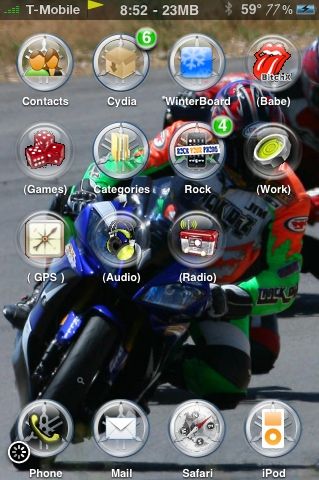 T-Mobile 8:52 - 23MB 59° 77%
6
BitchX
Contacts Cydia WinterBoard (Babe)
4
ROCK YOUR PHONE
(Games) Categories Rock (Work)
( GPS ) (Audio) (Radio)
Phone Mail Safari iPod